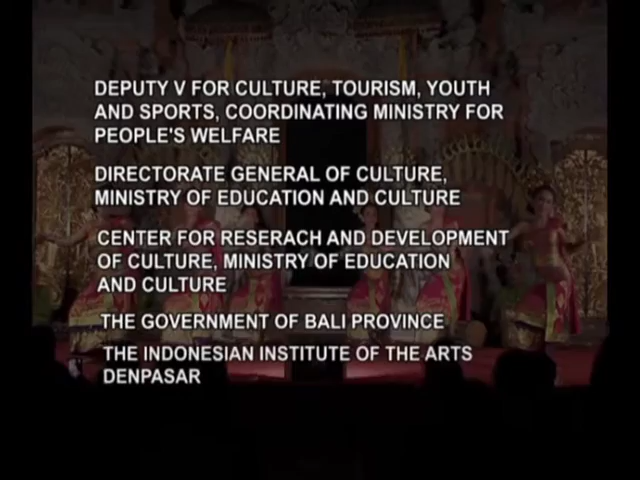 DEPUTY V FOR CULTURE, TOURISM, YOUTH
AND SPORTS, COORDINATING MINISTRY FOR
PEOPLE'S WELFARE
DIRECTORATE GENERAL OF CULTURE,
MINISTRY OF EDUCATION AND CULTURE
CENTER FOR RESERACH AND DEVELOPMENT
OF CULTURE, MINISTRY OF EDUCATION
AND CULTURE
THE GOVERNMENT OF BALI PROVINCE
THE INDONESIAN INSTITUTE OF THE ARTS
DENPASAR